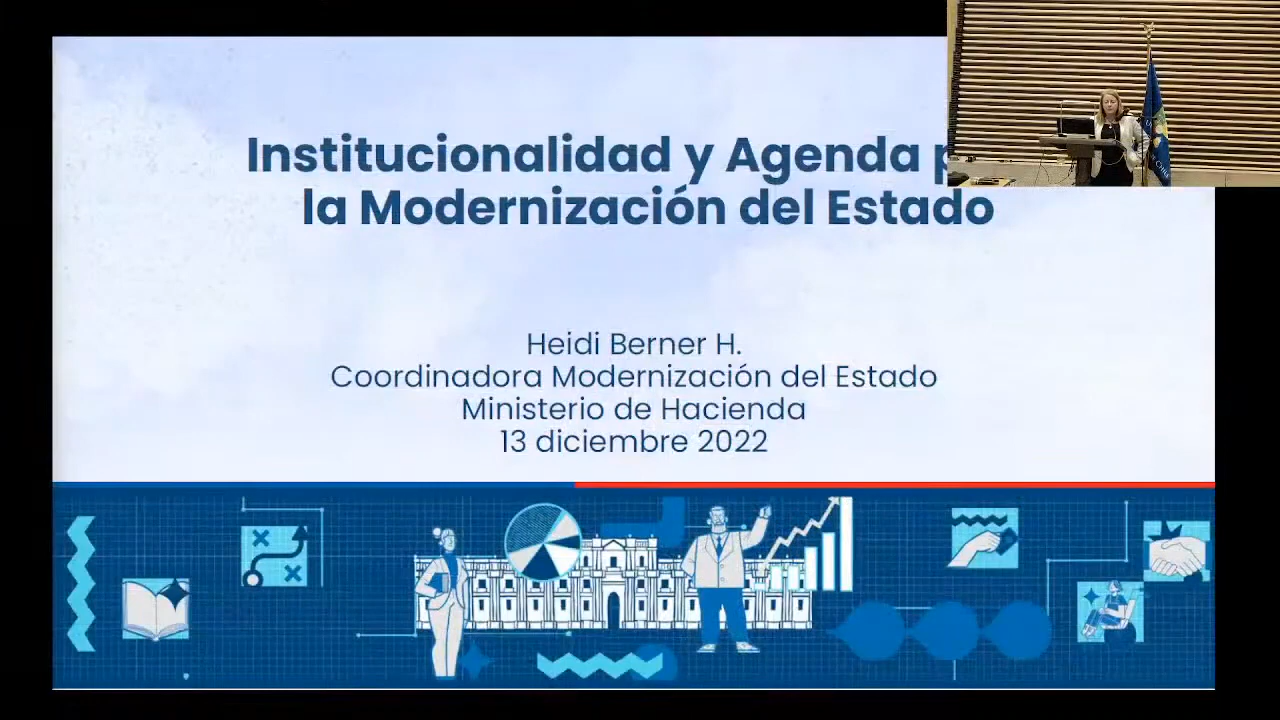 Institucionalidad y Agenda
la Modernización del Estado
Heidi Berner H.
Coordinadora Modernización del Estado
Ministerio de Hacienda
13 diciembre 2022